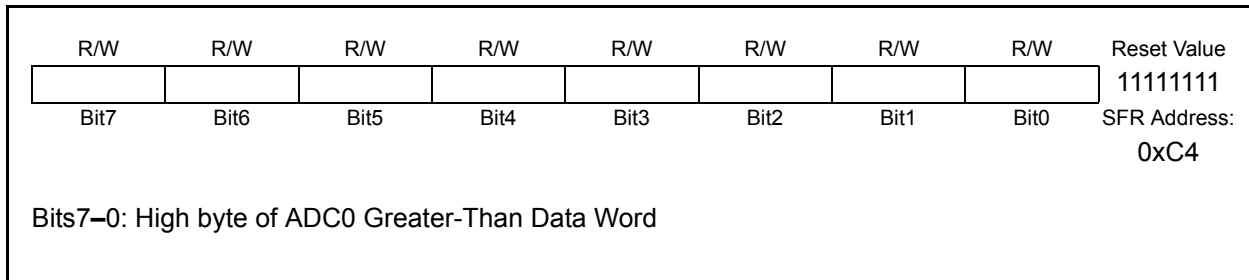 R/W R/W R/W R/W R/W R/W R/W R/W Reset Value
11111111
Bit7 Bit6 Bit5 Bit4 Bit3 Bit2 Bit1 Bit0 SFR Address:
0xC4
Bits7–0: High byte of ADC0 Greater-Than Data Word